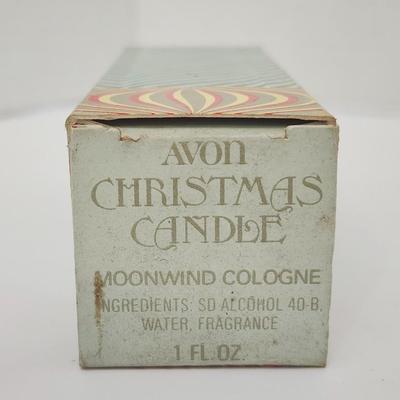 AVON
CHRISTMAS
CANDLE
MOONWIND COLOGNE
INGREDIENTS: SD ALCOHOL 40-B,
WATER, FRAGRANCE
1 FL. OZ.